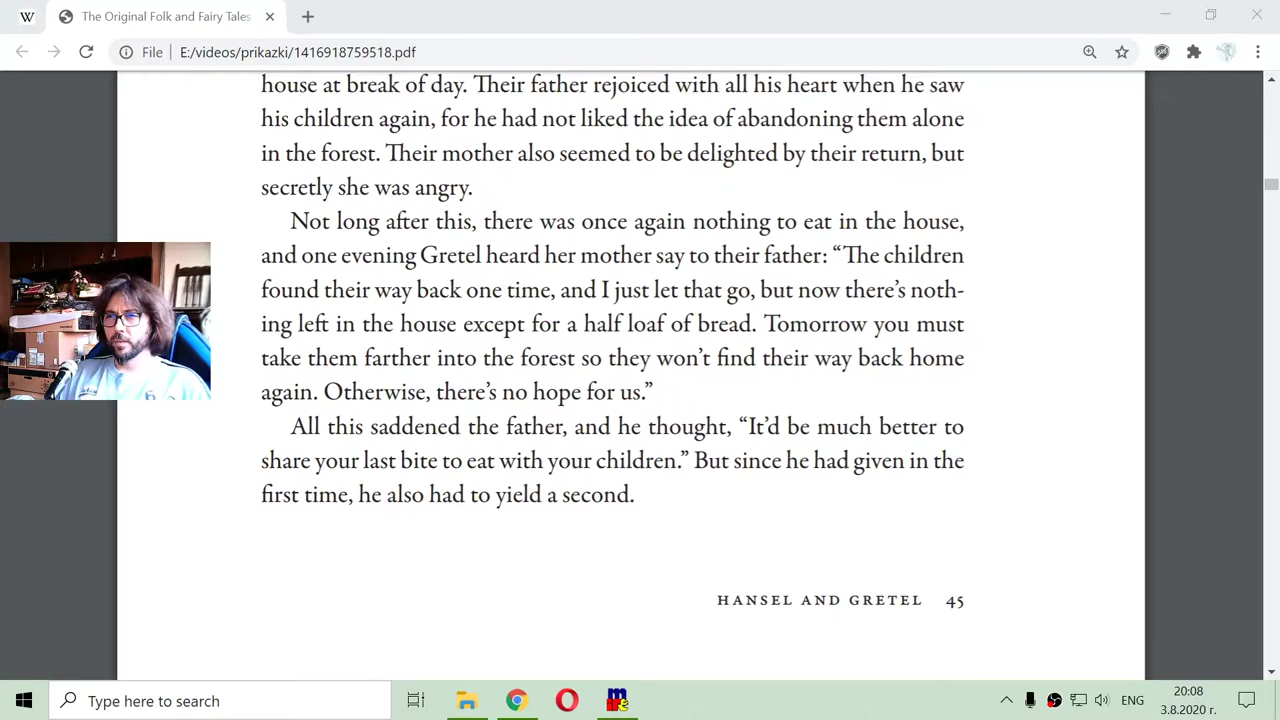 The Original Folk and Fairy Tales
File E:/videos/prikazki/1416918759518.pdf
house at break of day. Their father rejoiced with all his heart when he saw
his children again, for he had not liked the idea of abandoning them alone
in the forest. Their mother also seemed to be delighted by their return, but
secretly she was angry.
Not long after this, there was once again nothing to eat in the house,
and one evening Gretel heard her mother say to their father: “The children
found their way back one time, and I just let that go, but now there’s noth-
ing left in the house except for a half loaf of bread. Tomorrow you must
take them farther into the forest so they won’t find their way back home
again. Otherwise, there’s no hope for us.”
All this saddened the father, and he thought, “It’d be much better to
share your last bite to eat with your children.” But since he had given in the
first time, he also had to yield a second.
HANSEL AND GRETEL 45
Type here to search
ENG
20:08
3.8.2020 г.